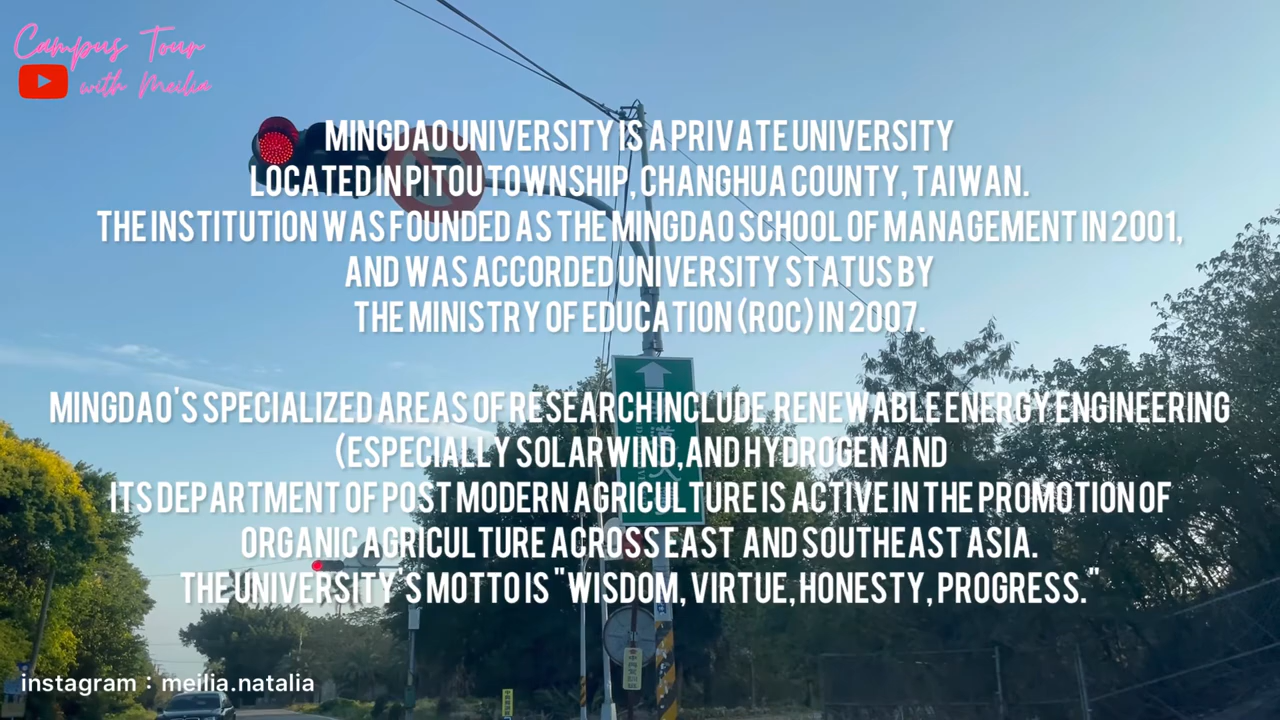 Campus Tour
with Meilia
MINGDAO UNIVERSITY IS A PRIVATE UNIVERSITY
LOCATED IN PITOU TOWNSHIP, CHANGHUA COUNTY, TAIWAN.
THE INSTITUTION WAS FOUNDED AS THE MINGDAO SCHOOL OF MANAGEMENT IN 2001,
AND WAS ACCORDED UNIVERSITY STATUS BY
THE MINISTRY OF EDUCATION (ROC) IN 2007.
MINGDAO'S SPECIALIZED AREAS OF RESEARCH INCLUDE RENEWABLE ENERGY ENGINEERING
(ESPECIALLY SOLAR WIND, AND HYDROGEN AND
ITS DEPARTMENT OF POST MODERN AGRICULTURE IS ACTIVE IN THE PROMOTION OF
ORGANIC AGRICULTURE ACROSS EAST AND SOUTHEAST ASIA.
THE UNIVERSITY'S MOTTO IS "WISDOM, VIRTUE, HONESTY, PROGRESS."
instagram：meilia.natalia